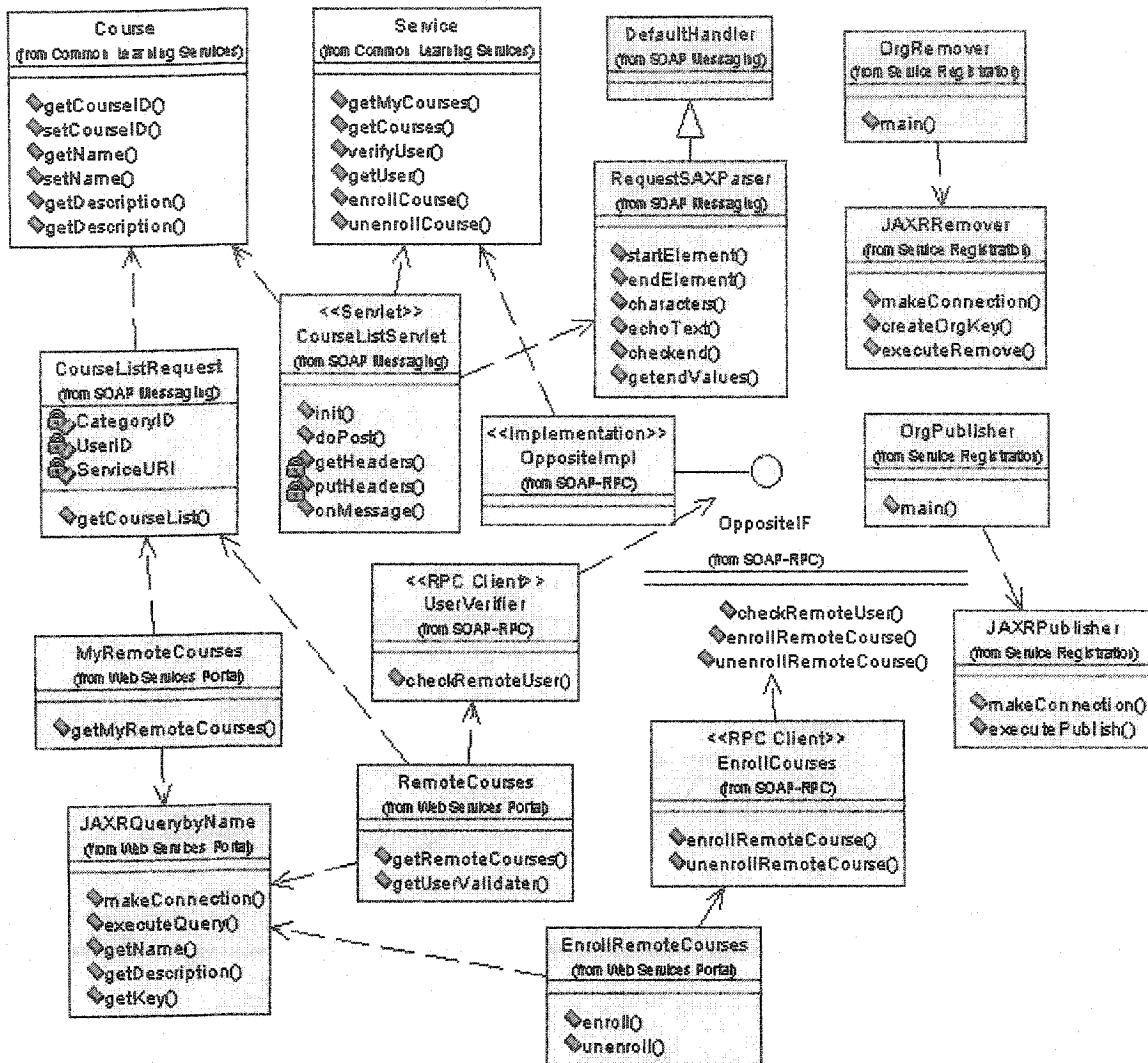 Course
(from Common Learning Services)
getCourseID()
setCourseID()
getName()
setName()
getDescription()
getDescription()
Service
(from Common Learning Services)
getMyCourses()
getCourses()
verifyUser()
getUser()
enrollCourse()
unenrollCourse()
DefaultHandler
(from SOAP Messaging)
OrgRemover
(from Service Registration)
main()
RequestSAXParser
(from SOAP Messaging)
startElement()
endElement()
characters()
echoText()
checkend()
getendValues()
JAXRRemover
(from Service Registration)
makeConnection()
createOrgKey()
executeRemove()
CourseListRequest
(from SOAP Messaging)
CategoryID
UserID
ServiceURI
getCourseList()
<<Servlet>>
CourseListServlet
(from SOAP Messaging)
init()
doPost()
getHeaders()
putHeaders()
onMessage()
<<Implementation>>
OppositeImpl
(from SOAP-RPC)
OppositeIF
(from SOAP-RPC)
checkRemoteUser()
enrollRemoteCourse()
unenrollRemoteCourse()
OrgPublisher
(from Service Registration)
main()
<<RPC Client>>
UserVerifier
(from SOAP-RPC)
checkRemoteUser()
JAXRPublisher
(from Service Registration)
makeConnection()
executePublish()
MyRemoteCourses
(from Web Services Portal)
getMyRemoteCourses()
<<RPC Client>>
EnrollCourses
(from SOAP-RPC)
enrollRemoteCourse()
unenrollRemoteCourse()
RemoteCourses
(from Web Services Portal)
getRemoteCourses()
getUserValidater()
JAXRQuerybyName
(from Web Services Portal)
makeConnection()
executeQuery()
getName()
getDescription()
getKey()
EnrollRemoteCourses
(from Web Services Portal)
enroll()
unenroll()